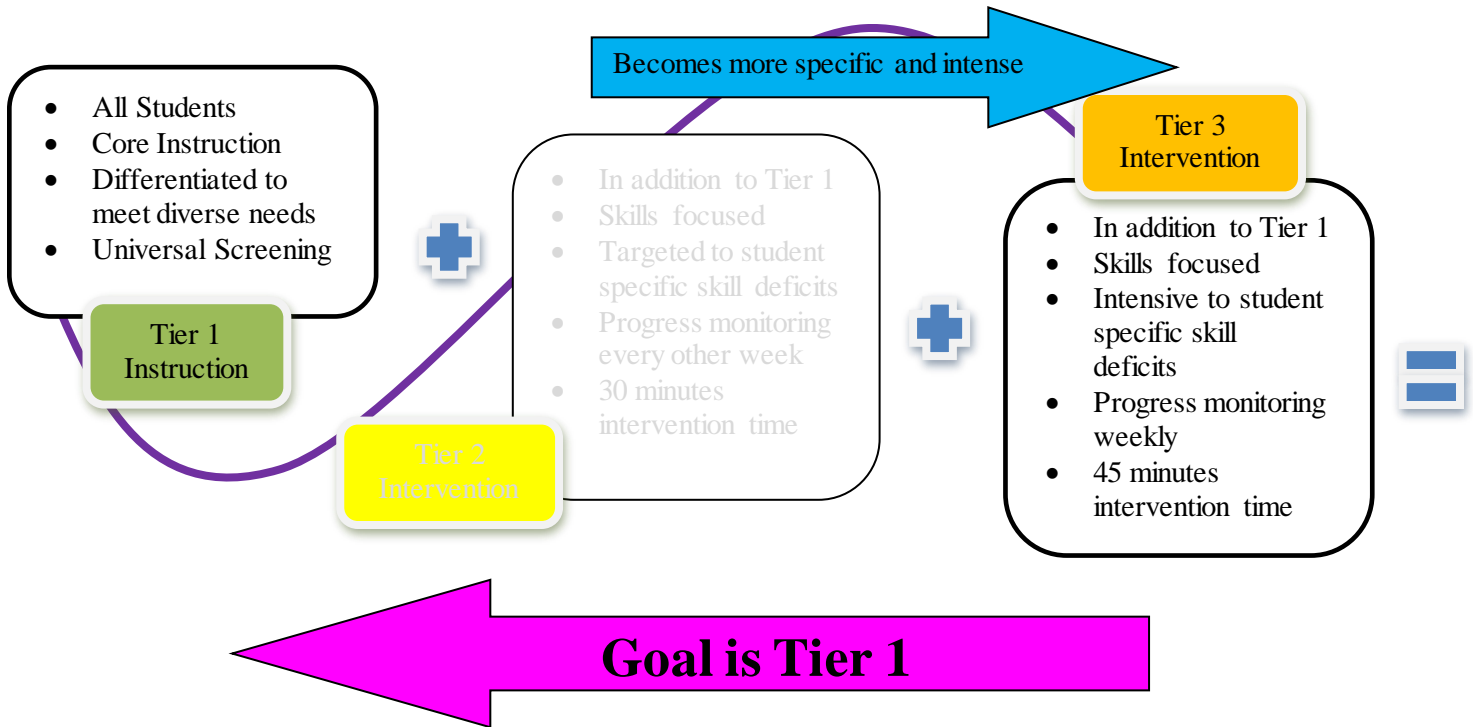 Becomes more specific and intense
• All Students
• Core Instruction
• Differentiated to
meet diverse needs
• Universal Screening
Tier 1
Instruction
• In addition to Tier 1
• Skills focused
• Targeted to student
specific skill deficits
• Progress monitoring
every other week
• 30 minutes
intervention time
Tier 2
Intervention
Tier 3
Intervention
• In addition to Tier 1
• Skills focused
• Intensive to student
specific skill
deficits
• Progress monitoring
weekly
• 45 minutes
intervention time
Goal is Tier 1